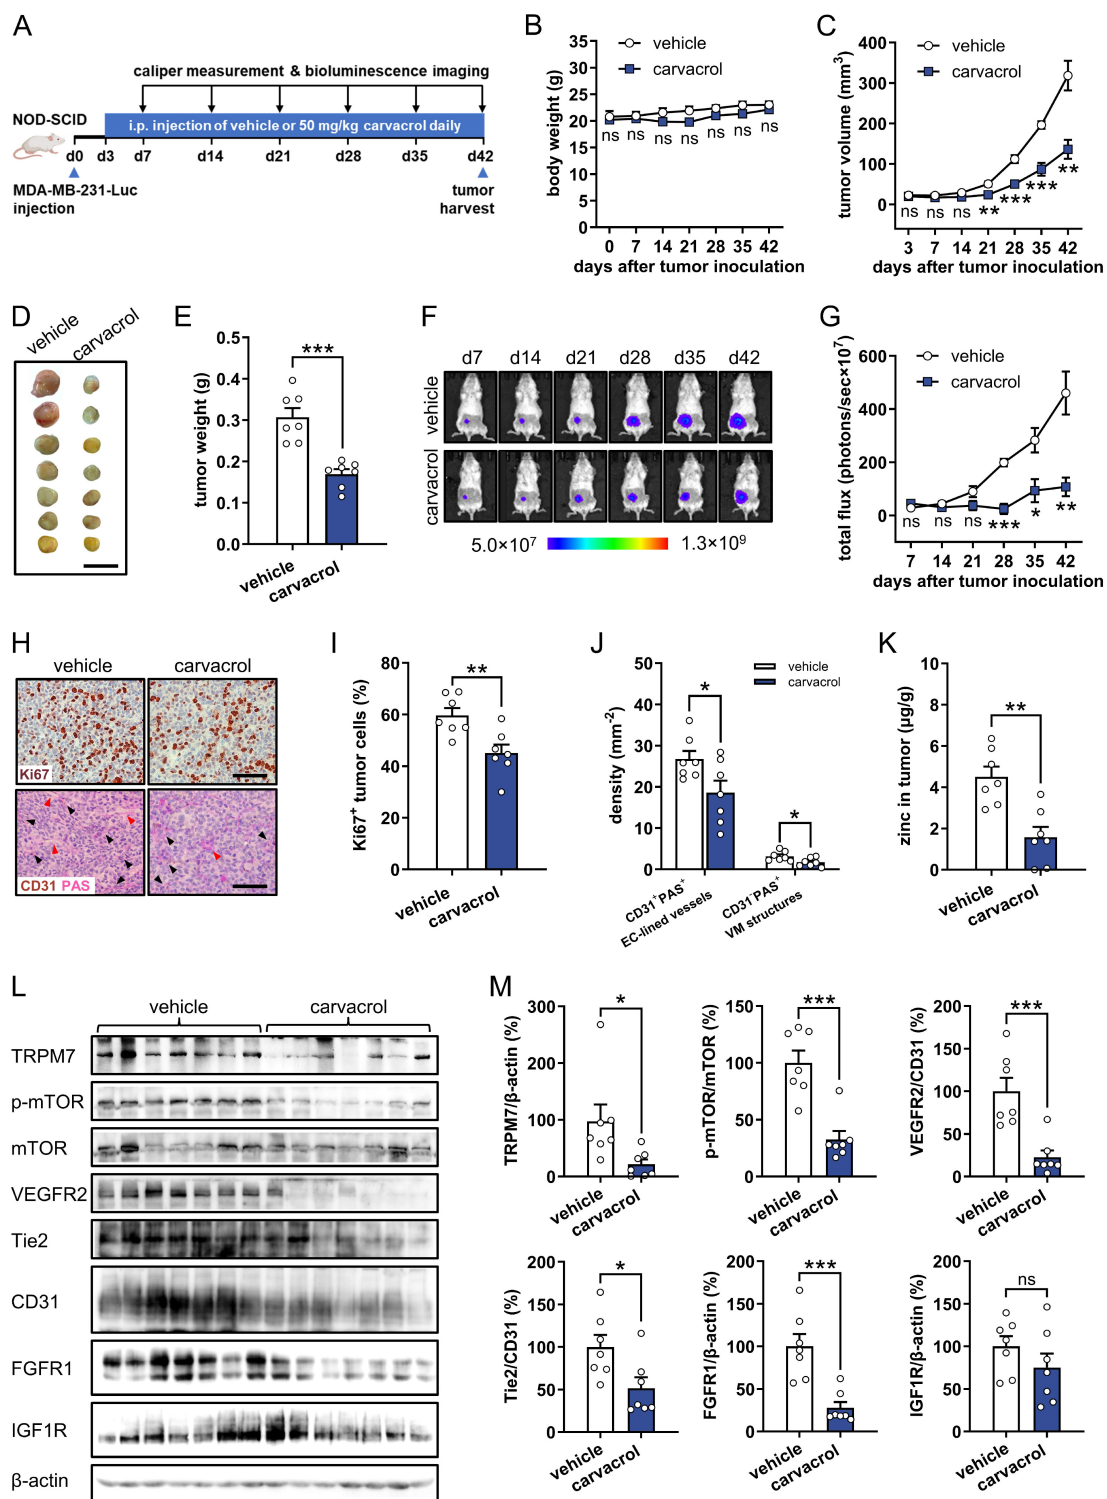 A
caliper measurement & bioluminescence imaging
NOD-SCID
i.p. injection of vehicle or 50 mg/kg carvacrol daily
d0 d3 d7 d14 d21 d28 d35 d42
MDA-MB-231-Luc
injection
tumor
harvest
B
vehicle
carvacrol
body weight (g)
35
30
25
20
15
10
5
0
ns ns ns ns ns ns ns
0 7 14 21 28 35 42
days after tumor inoculation
C
vehicle
carvacrol
tumor volume (mm³)
400
300
200
100
0
ns ns ns ** *** *** **
3 7 14 21 28 35 42
days after tumor inoculation
D
vehicle carvacrol
E
tumor weight (g)
0.5
0.4
0.3
0.2
0.1
0.0
***
vehicle
carvacrol
F
d7 d14 d21 d28 d35 d42
vehicle
carvacrol
5.0×10⁷ 1.3×10⁹
G
vehicle
carvacrol
total flux (photons/sec×10⁷)
600
400
200
0
ns ns ns *** * **
7 14 21 28 35 42
days after tumor inoculation
H
vehicle carvacrol
Ki67
CD31 PAS
I
Ki67⁺ tumor cells (%)
80
60
40
20
0
**
vehicle
carvacrol
J
vehicle
carvacrol
density (mm⁻²)
50
40
30
20
10
0
*
*
CD31⁺PAS⁺
EC-lined vessels
CD31⁻PAS⁺
VM structures
K
zinc in tumor (µg/g)
10
8
6
4
2
0
**
vehicle
carvacrol
L
vehicle carvacrol
TRPM7
p-mTOR
mTOR
VEGFR2
Tie2
CD31
FGFR1
IGF1R
β-actin
M
TRPM7/β-actin (%)
300
200
100
0
*
vehicle
carvacrol
p-mTOR/mTOR (%)
150
100
50
0
***
vehicle
carvacrol
VEGFR2/CD31 (%)
200
150
100
50
0
***
vehicle
carvacrol
Tie2/CD31 (%)
200
150
100
50
0
*
vehicle
carvacrol
FGFR1/β-actin (%)
200
150
100
50
0
***
vehicle
carvacrol
IGF1R/β-actin (%)
200
150
100
50
0
ns
vehicle
carvacrol